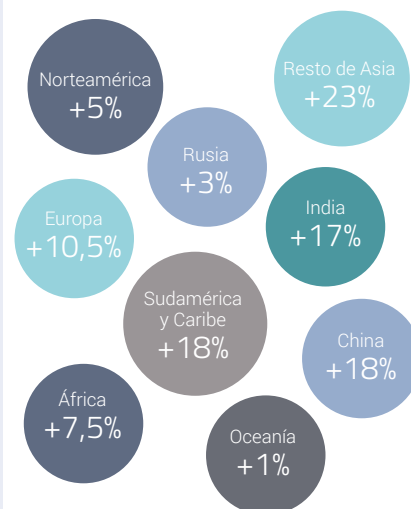 Norteamérica
+5%
Resto de Asia
+23%
Rusia
+3%
Europa
+10,5%
India
+17%
Sudamérica
y Caribe
+18%
China
+18%
África
+7,5%
Oceanía
+1%